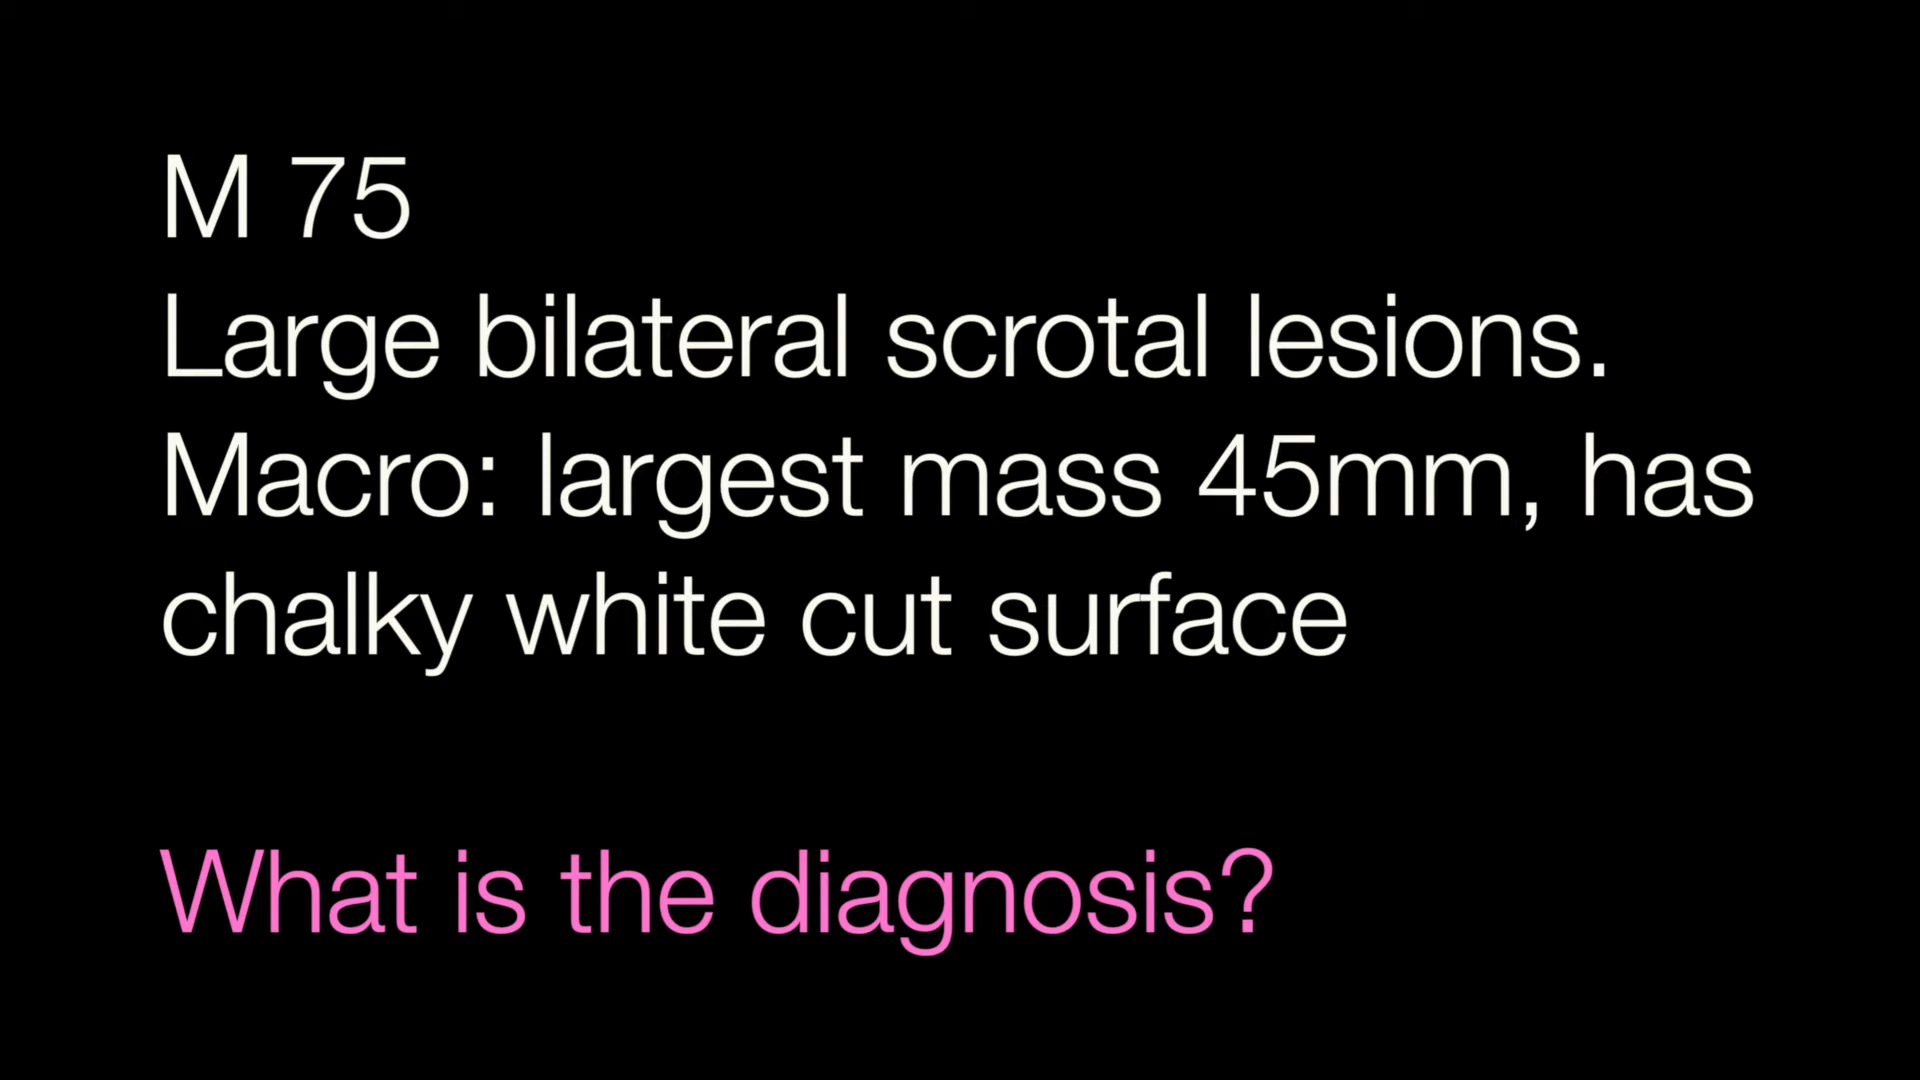 M 75
Large bilateral scrotal lesions.
Macro: largest mass 45mm, has
chalky white cut surface
What is the diagnosis?